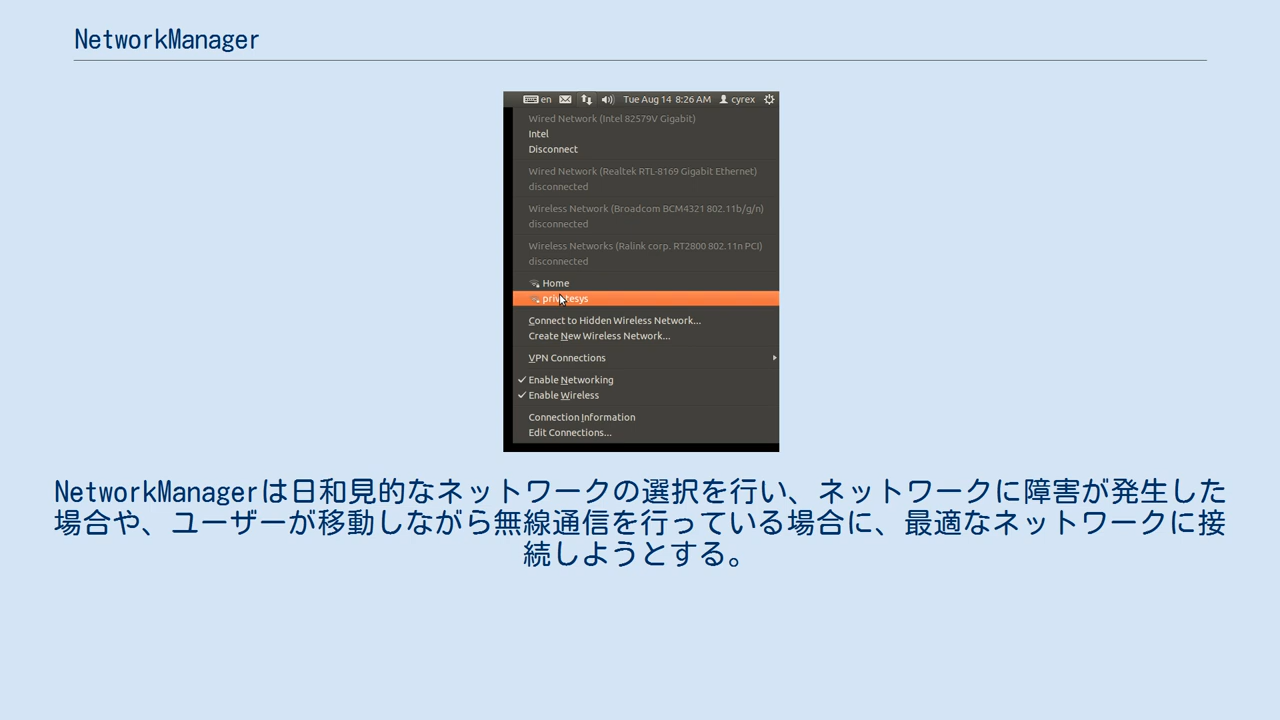 NetworkManager
en Tue Aug 14 8:26 AM cyrex
Wired Network (Intel 82579V Gigabit)
Intel
Disconnect
Wired Network (Realtek RTL-8169 Gigabit Ethernet)
disconnected
Wireless Network (Broadcom BCM4321 802.11b/g/n)
disconnected
Wireless Networks (Ralink corp. RT2800 802.11n PCI)
disconnected
Home
Connect to Hidden Wireless Network...
Create New Wireless Network...
VPN Connections
Enable Networking
Enable Wireless
Connection Information
Edit Connections...
NetworkManagerは日和見的なネットワークの選択を行い、ネットワークに障害が発生した
場合や、ユーザーが移動しながら無線通信を行っている場合に、最適なネットワークに接
続しようとする。